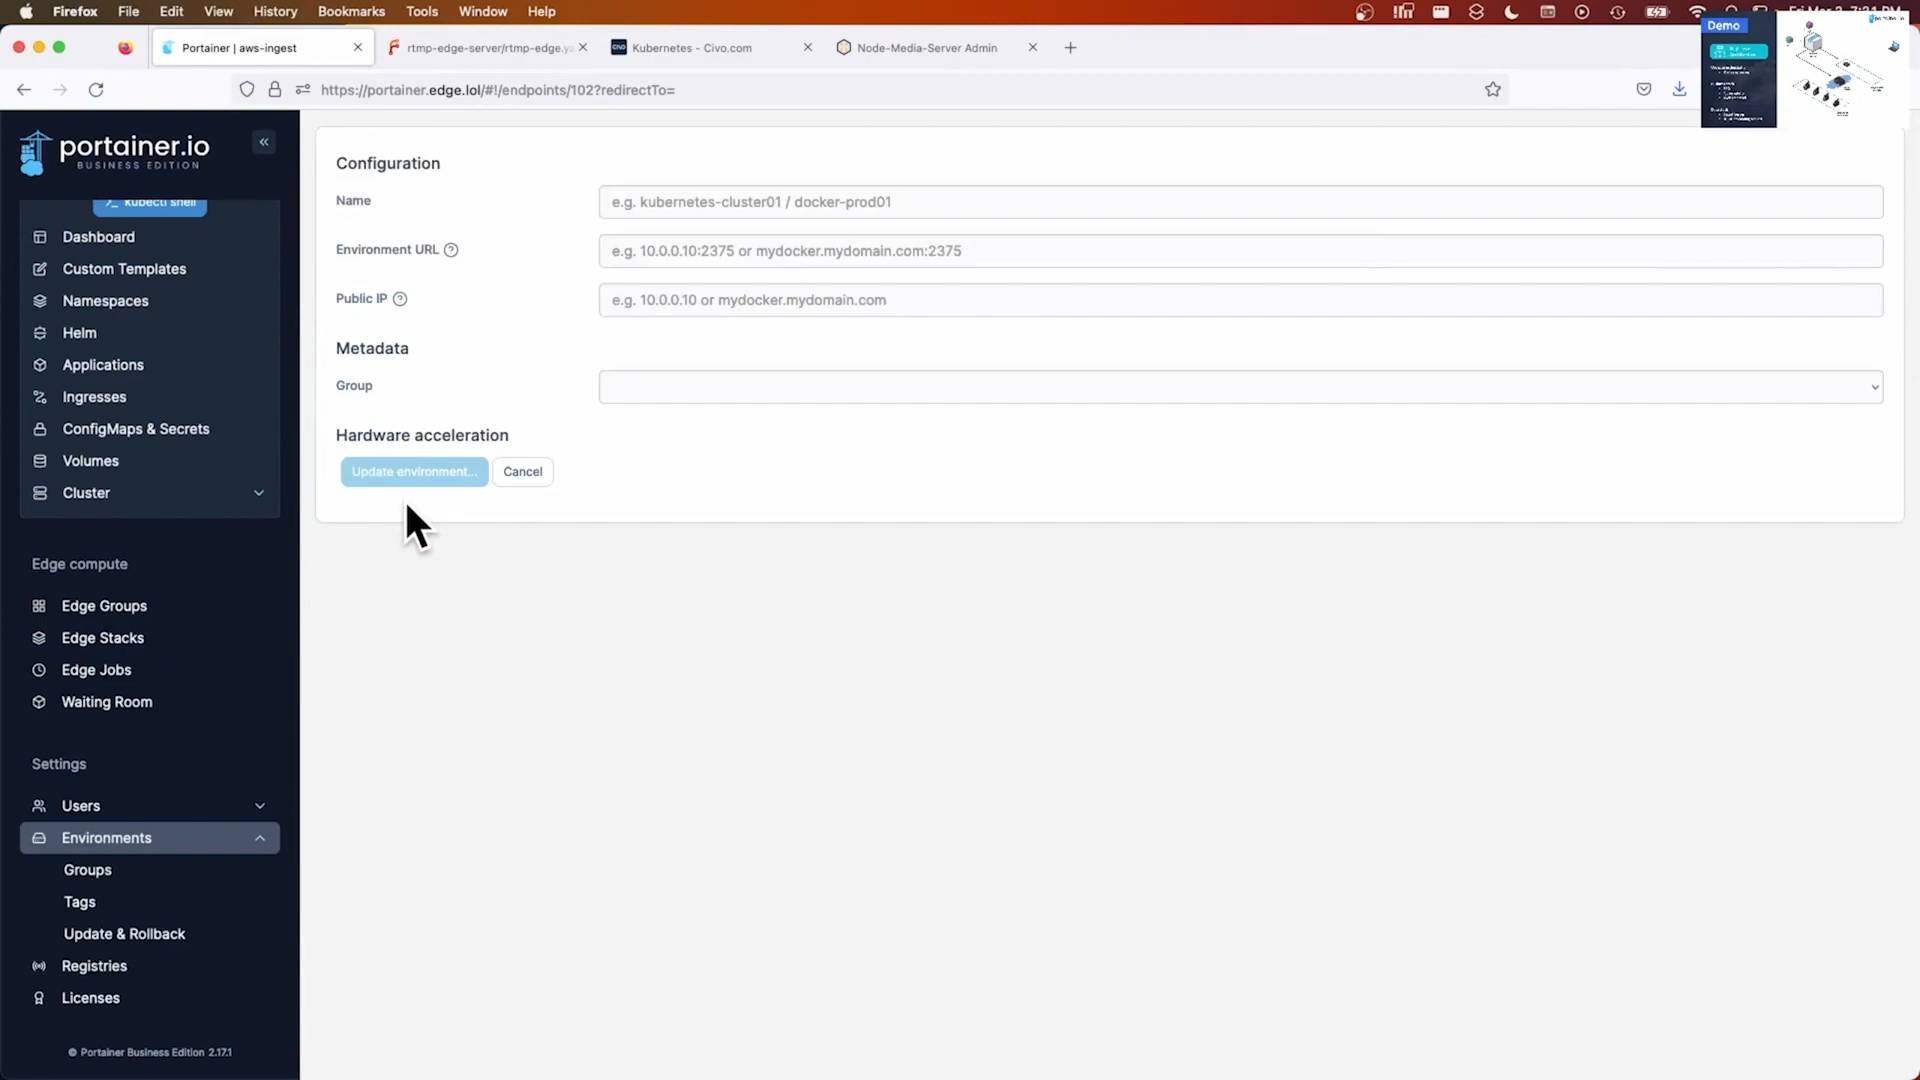 Firefox File Edit View History Bookmarks Tools Window Help
Portainer | aws-ingest
rtmp-edge-server/rtmp-edge.ya
CIVO Kubernetes - Civo.com
Node-Media-Server Admin
https://portainer.edge.lol/#!/endpoints/102?redirectTo=
Demo
portainer.io
BUSINESS EDITION
kubectl shell
Dashboard
Custom Templates
Namespaces
Helm
Applications
Ingresses
ConfigMaps & Secrets
Volumes
Cluster
Edge compute
Edge Groups
Edge Stacks
Edge Jobs
Waiting Room
Settings
Users
Environments
Groups
Tags
Update & Rollback
Registries
Licenses
© Portainer Business Edition 2.17.1
Configuration
Name
e.g. kubernetes-cluster01 / docker-prod01
Environment URL
e.g. 10.0.0.10:2375 or mydocker.mydomain.com:2375
Public IP
e.g. 10.0.0.10 or mydocker.mydomain.com
Metadata
Group
Hardware acceleration
Update environment...
Cancel